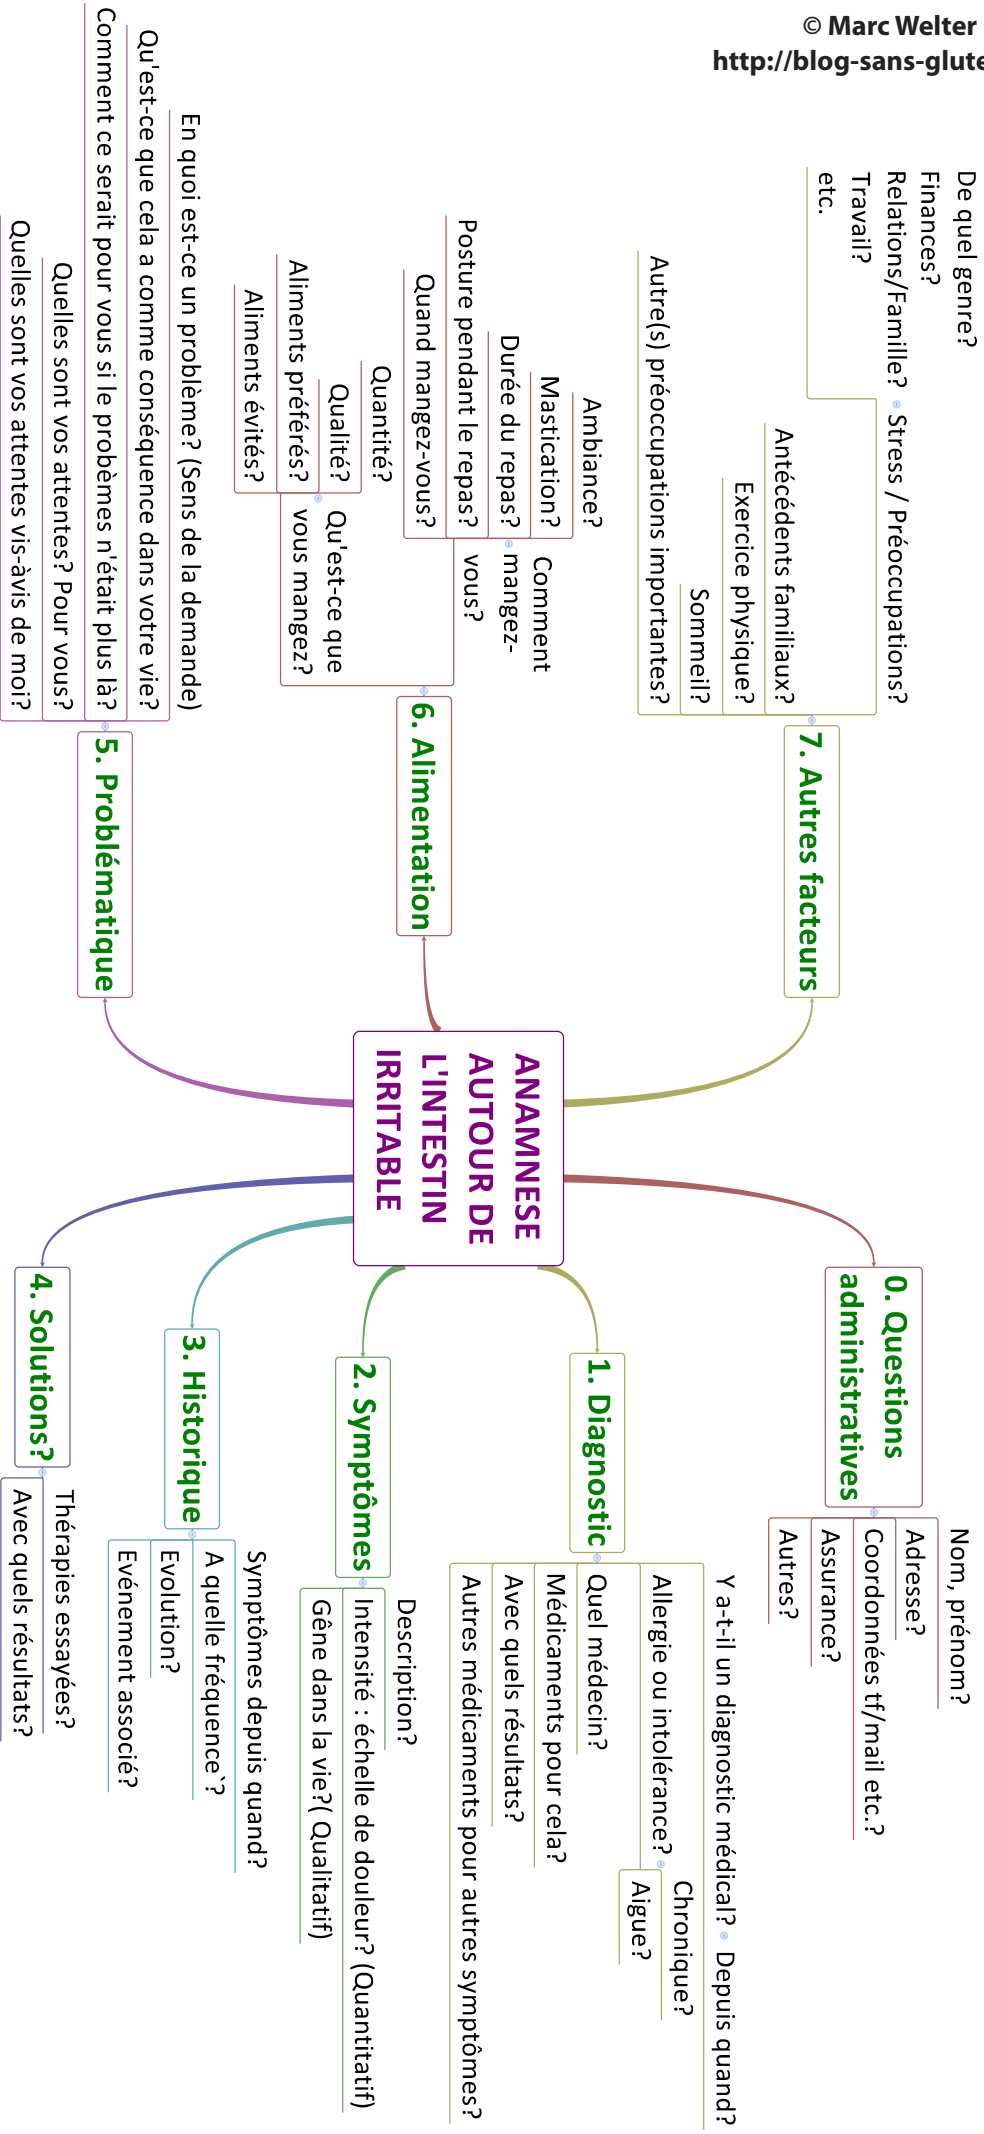 © Marc Welter
http://blog-sans-glute
ANAMNESE
AUTOUR DE
L'INTESTIN
IRRITABLE
0. Questions
administratives
Nom, prénom?
Adresse?
Coordonnées tf/mail etc.?
Assurance?
Autres?
1. Diagnostic
Y a-t-il un diagnostic médical?
Depuis quand?
Allergie ou intolérance?
Chronique?
Aigue?
Quel médecin?
Médicaments pour cela?
Avec quels résultats?
Autres médicaments pour autres symptômes?
2. Symptômes
Description?
Intensité : échelle de douleur? (Quantitatif)
Gêne dans la vie?( Qualitatif)
3. Historique
Symptômes depuis quand?
A quelle fréquence`?
Evolution?
Evénement associé?
4. Solutions?
Thérapies essayées?
Avec quels résultats?
5. Problématique
En quoi est-ce un problème? (Sens de la demande)
Qu'est-ce que cela a comme conséquence dans votre vie?
Comment ce serait pour vous si le probèmes n'était plus là?
Quelles sont vos attentes? Pour vous?
Quelles sont vos attentes vis-àvis de moi?
6. Alimentation
Comment
mangez-
vous?
Ambiance?
Mastication?
Durée du repas?
Posture pendant le repas?
Quand mangez-vous?
Qu'est-ce que
vous mangez?
Quantité?
Qualité?
Aliments préférés?
Aliments évités?
7. Autres facteurs
Stress / Préoccupations?
De quel genre?
Finances?
Relations/Famille?
Travail?
etc.
Antécédents familiaux?
Exercice physique?
Sommeil?
Autre(s) préoccupations importantes?